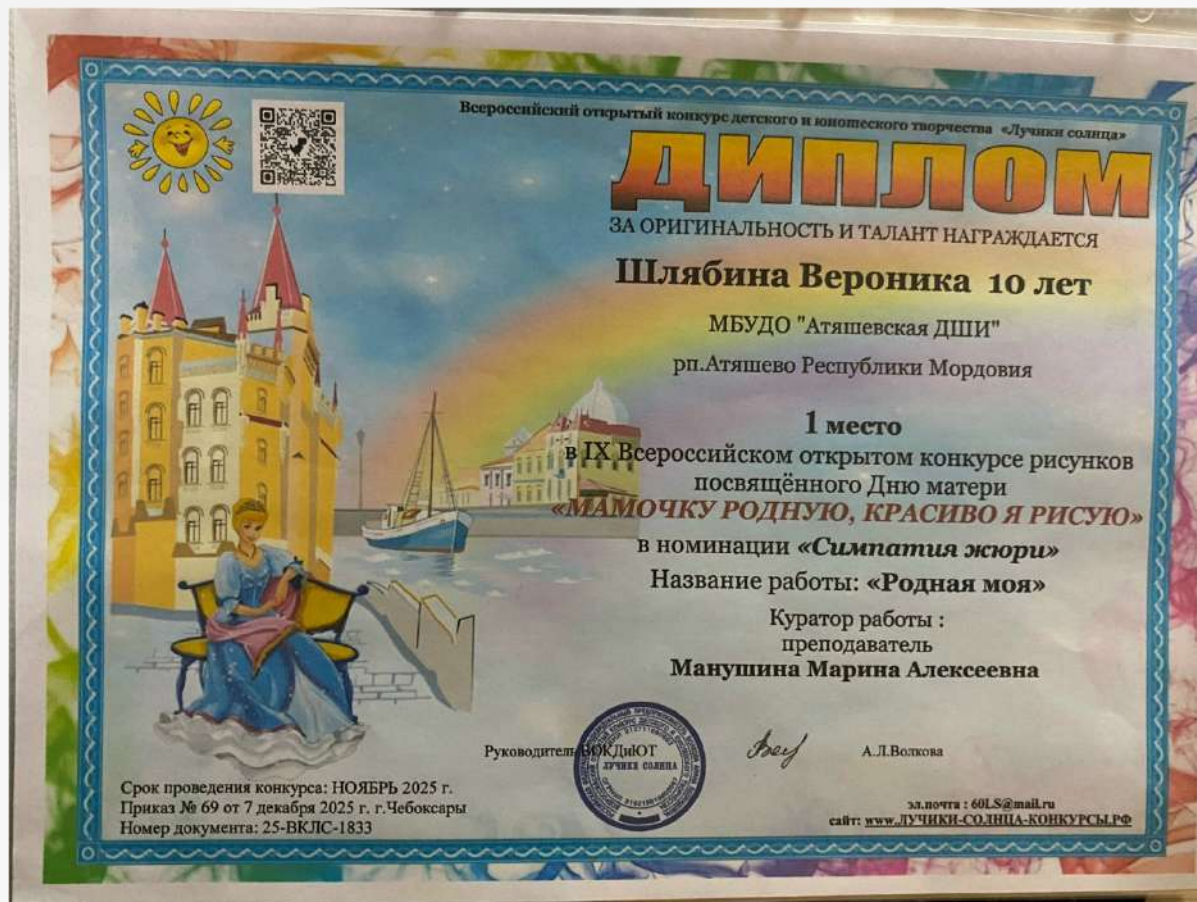 Всероссийский открытый конкурс детского и юношеского творчества «Лучики солнца»
ДИПЛОМ
ЗА ОРИГИНАЛЬНОСТЬ И ТАЛАНТ НАГРАЖДАЕТСЯ
Шлябина Вероника 10 лет
МБУДО "Атяшевская ДШИ"
рп.Атяшево Республики Мордовия
1 место
в IX Всероссийском открытом конкурсе рисунков
посвящённого Дню матери
«МАМОЧКУ РОДНУЮ, КРАСИВО Я РИСУЮ»
в номинации «Симпатия жюри»
Название работы: «Родная моя»
Куратор работы :
преподаватель
Манушина Марина Алексеевна
Руководитель ВОКДиЮТ
ЛУЧИКИ СОЛНЦА
А.Л.Волкова
Срок проведения конкурса: НОЯБРЬ 2025 г.
Приказ № 69 от 7 декабря 2025 г. г.Чебоксары
Номер документа: 25-ВКЛС-1833
эл.почта : 60LS@mail.ru
сайт: www.ЛУЧИКИ-СОЛНЦА-КОНКУРСЫ.РФ